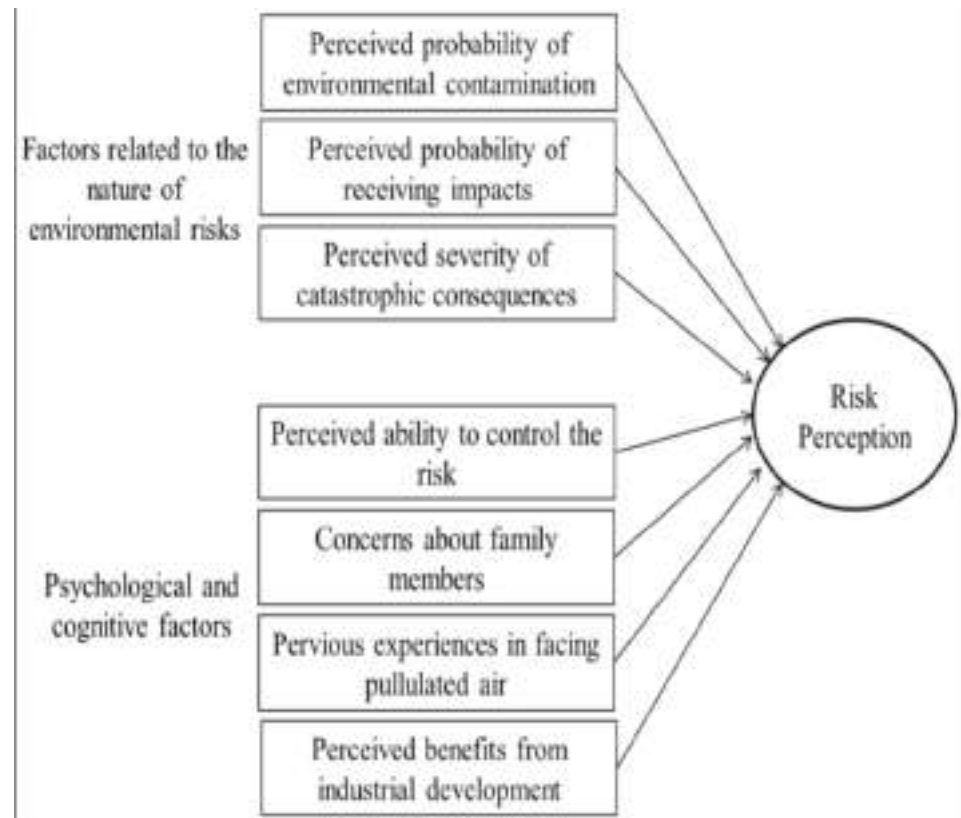 Perceived probability of
environmental contamination
Factors related to the
nature of
environmental risks
Perceived probability of
receiving impacts
Perceived severity of
catastrophic consequences
Risk
Perception
Perceived ability to control the
risk
Concerns about family
members
Psychological and
cognitive factors
Pervious experiences in facing
pullulated air
Perceived benefits from
industrial development